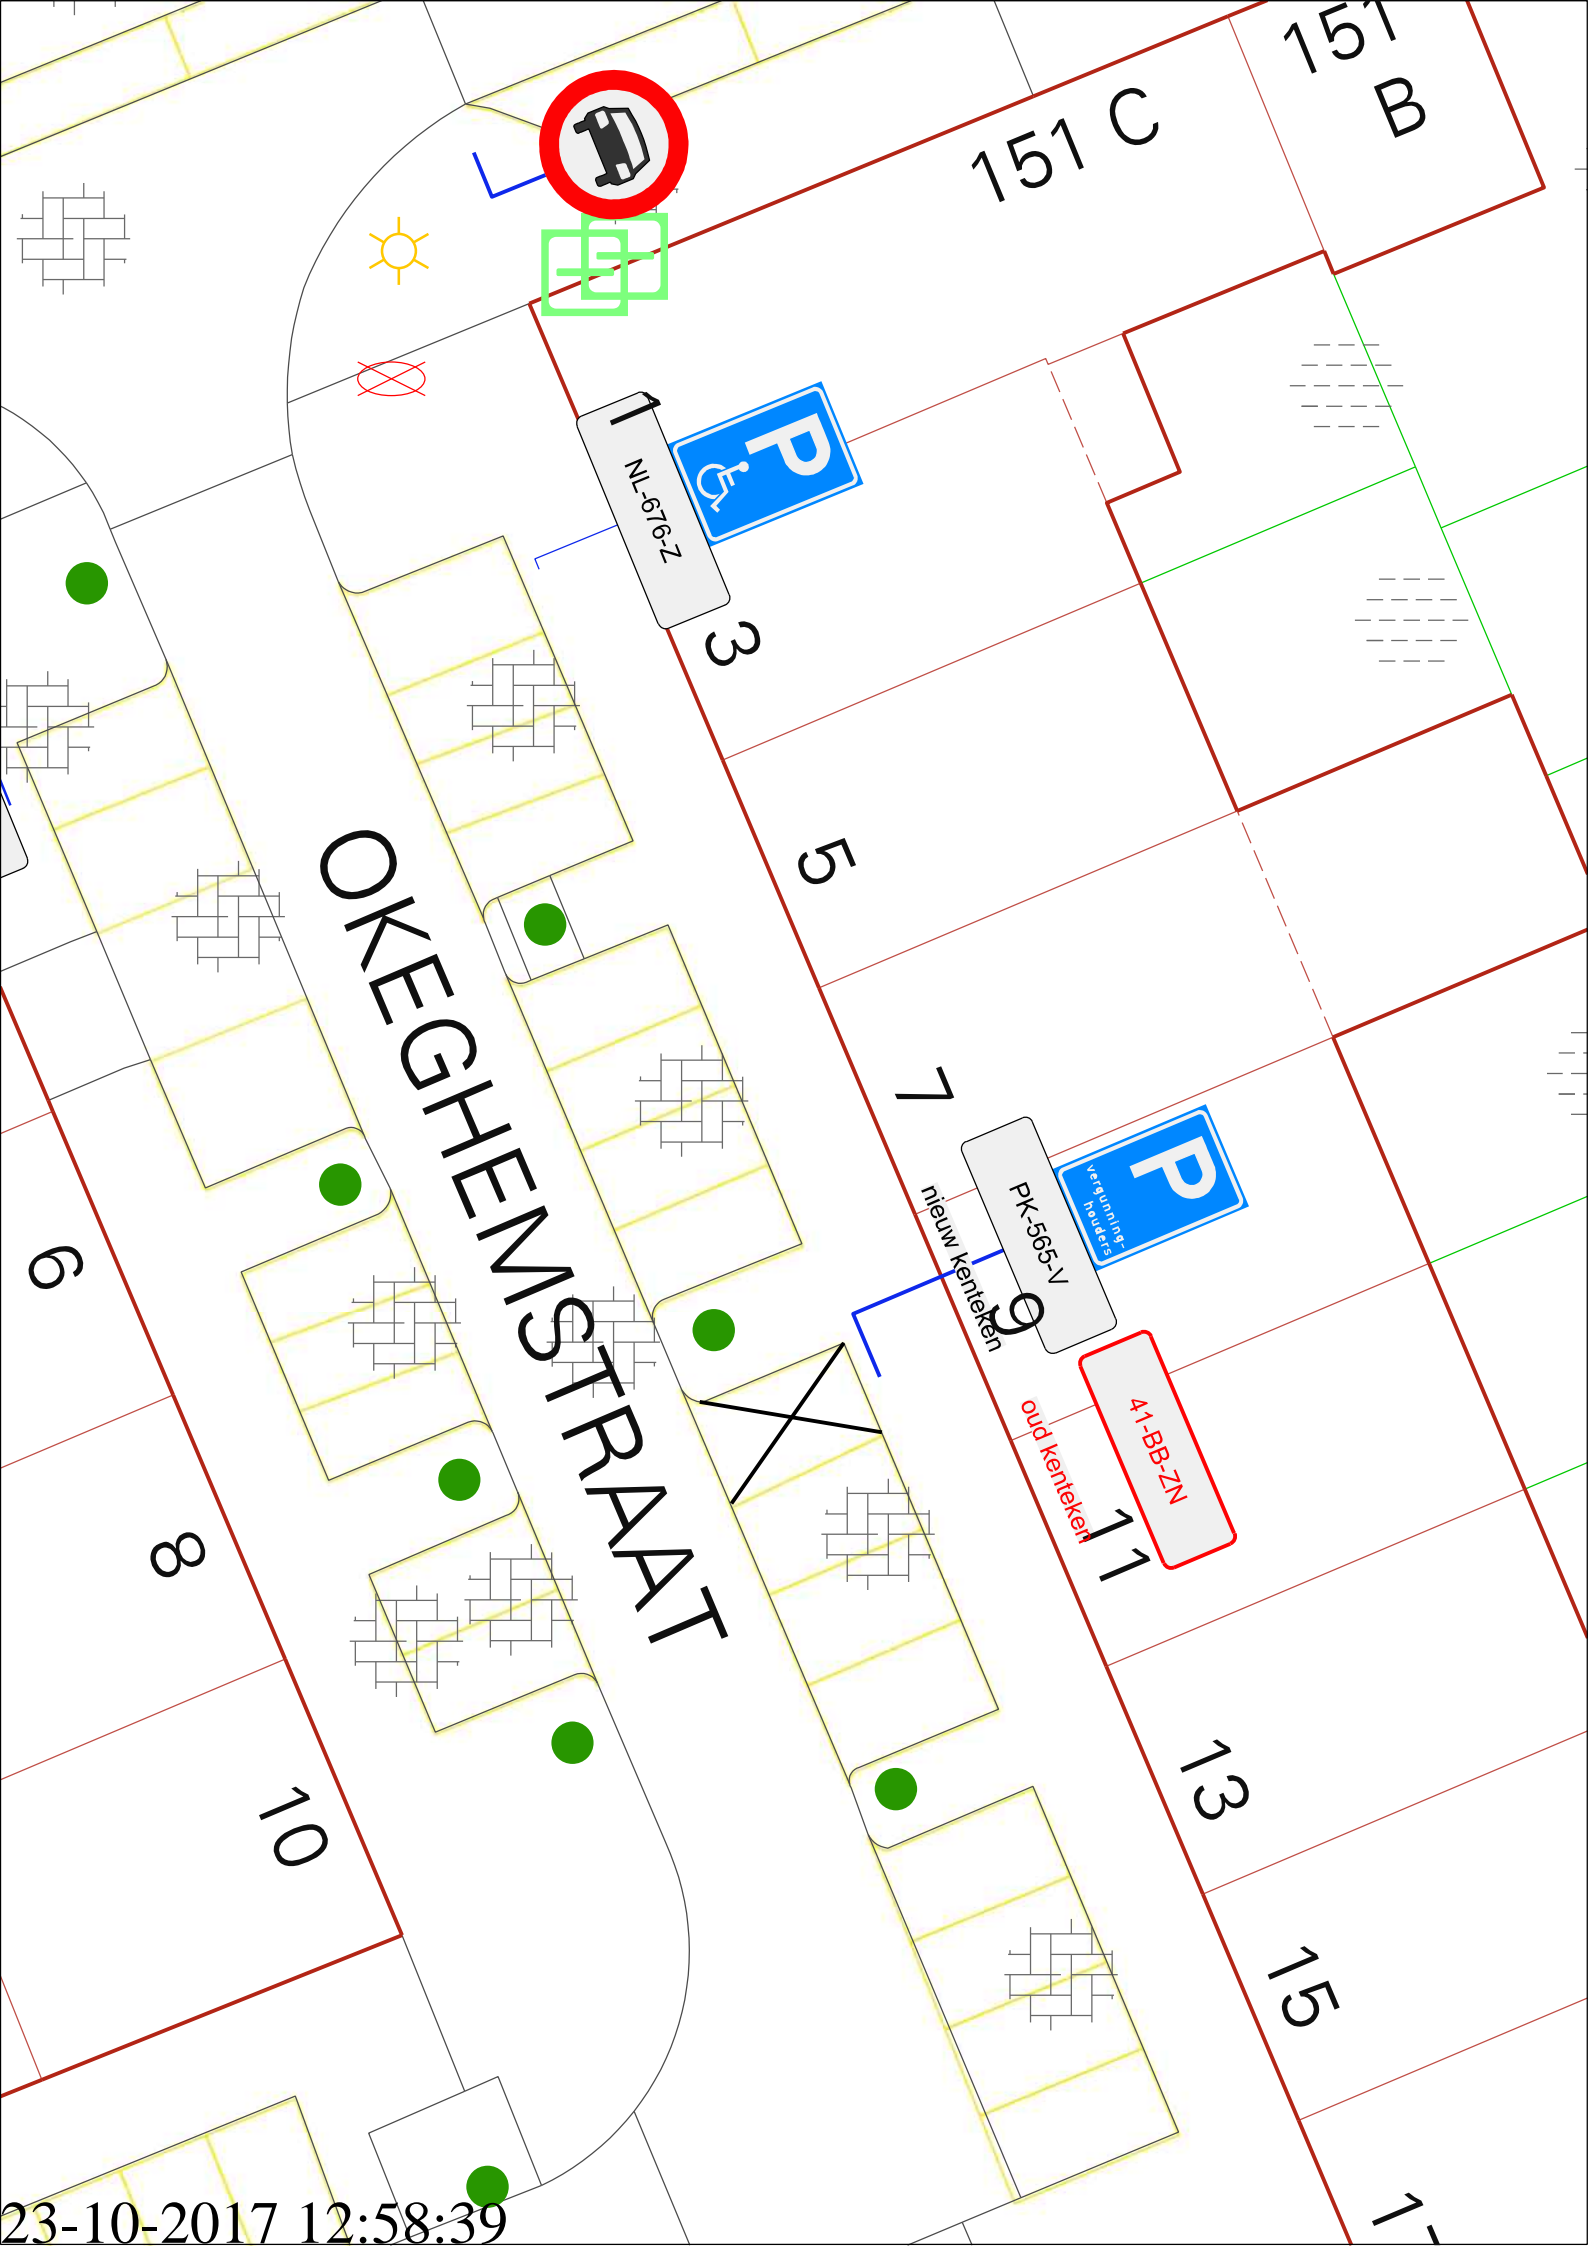 151
B
151 C
1
NL-676-Z
P
3
5
OKEGHEMSTRAAT
7
P
vergunning-
houders
PK-565-V
nieuw kenteken
9
41-BB-ZN
oud kenteken
11
6
8
10
13
15
23-10-2017 12:58:39